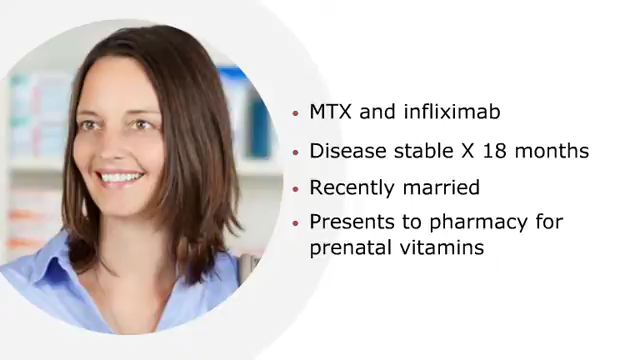 • MTX and infliximab
• Disease stable X 18 months
• Recently married
• Presents to pharmacy for
prenatal vitamins